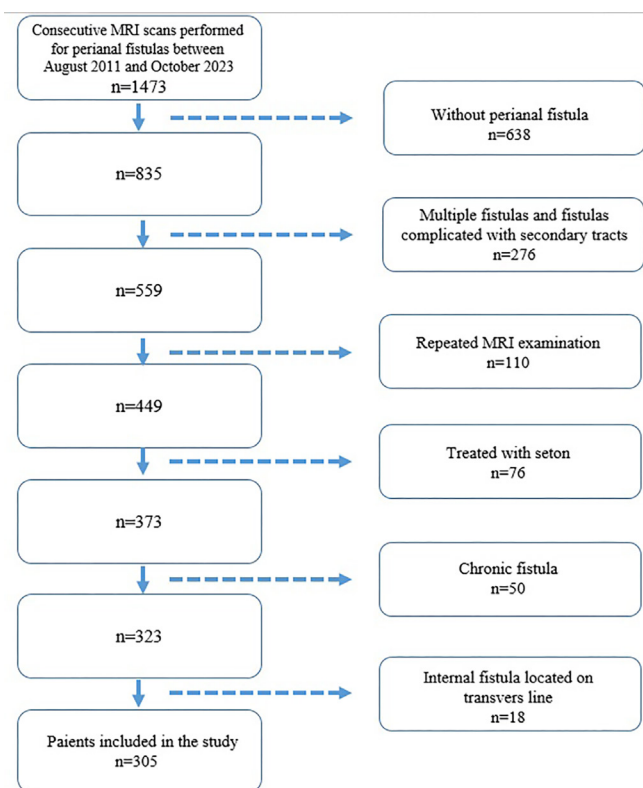 Consecutive MRI scans performed
for perianal fistulas between
August 2011 and October 2023
n=1473
Without perianal fistula
n=638
n=835
Multiple fistulas and fistulas
complicated with secondary tracts
n=276
n=559
Repeated MRI examination
n=110
n=449
Treated with seton
n=76
n=373
Chronic fistula
n=50
n=323
Internal fistula located on
transvers line
n=18
Paients included in the study
n=305